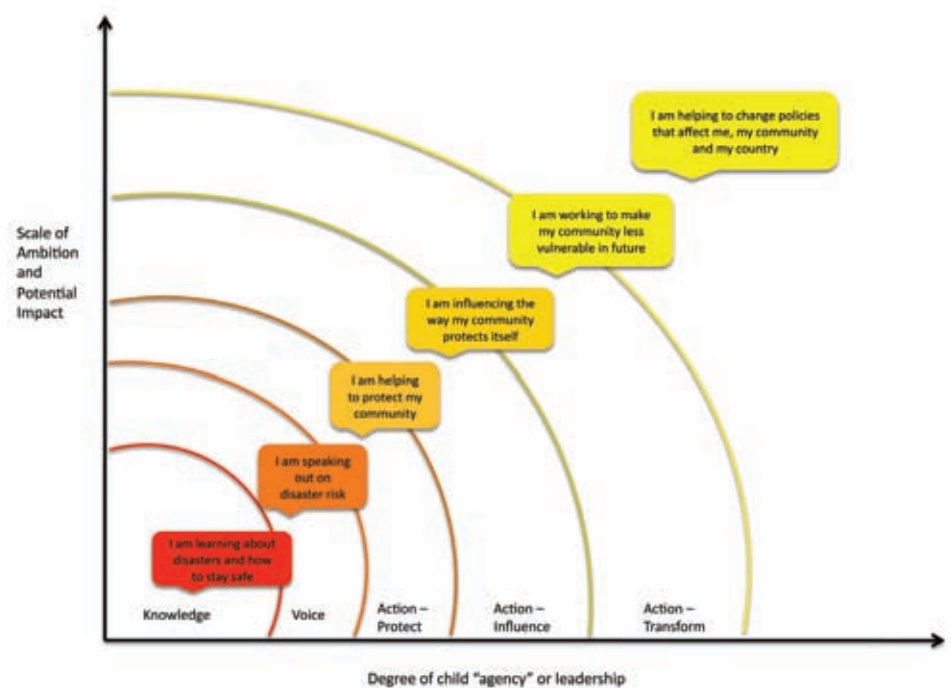 I am helping to change policies
that affect me, my community
and my country
I am working to make
my community less
vulnerable in future
Scale of
Ambition
and
Potential
Impact
I am influencing the
way my community
protects itself
I am helping
to protect my
community
I am speaking
out on
disaster risk
I am learning about
disasters and how
to stay safe
Knowledge
Voice
Action –
Protect
Action –
Influence
Action –
Transform
Degree of child "agency" or leadership